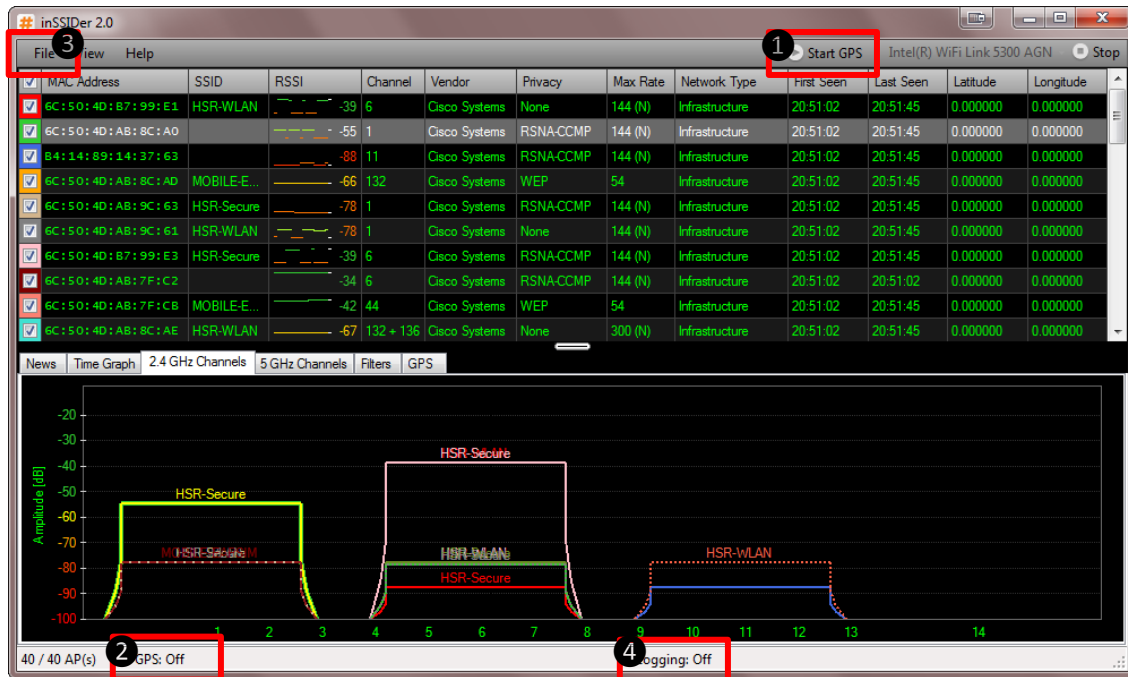 inSSIDer 2.0
3
File View Help
1
Start GPS Intel(R) WiFi Link 5300 AGN Stop
MAC Address SSID RSSI Channel Vendor Privacy Max Rate Network Type First Seen Last Seen Latitude Longitude
6C:50:4D:B7:99:E1 HSR-WLAN -39 6 Cisco Systems None 144 (N) Infrastructure 20:51:02 20:51:45 0.000000 0.000000
6C:50:4D:AB:8C:A0 -55 1 Cisco Systems RSNA-CCMP 144 (N) Infrastructure 20:51:02 20:51:45 0.000000 0.000000
B4:14:89:14:37:63 -88 11 Cisco Systems RSNA-CCMP 144 (N) Infrastructure 20:51:02 20:51:45 0.000000 0.000000
6C:50:4D:AB:8C:AD MOBILE-E... -66 132 Cisco Systems WEP 54 Infrastructure 20:51:02 20:51:45 0.000000 0.000000
6C:50:4D:AB:9C:63 HSR-Secure -78 1 Cisco Systems RSNA-CCMP 144 (N) Infrastructure 20:51:02 20:51:45 0.000000 0.000000
6C:50:4D:AB:9C:61 HSR-WLAN -78 1 Cisco Systems None 144 (N) Infrastructure 20:51:02 20:51:45 0.000000 0.000000
6C:50:4D:B7:99:E3 HSR-Secure -39 6 Cisco Systems RSNA-CCMP 144 (N) Infrastructure 20:51:02 20:51:45 0.000000 0.000000
6C:50:4D:AB:7F:C2 -34 6 Cisco Systems RSNA-CCMP 144 (N) Infrastructure 20:51:02 20:51:45 0.000000 0.000000
6C:50:4D:AB:7F:CB MOBILE-E... -42 44 Cisco Systems WEP 54 Infrastructure 20:51:02 20:51:45 0.000000 0.000000
6C:50:4D:AB:8C:AE HSR-WLAN -67 132 + 136 Cisco Systems None 300 (N) Infrastructure 20:51:02 20:51:45 0.000000 0.000000
News Time Graph 2.4 GHz Channels 5 GHz Channels Filters GPS
Amplitude [dB]
-20
-30
-40
-50
-60
-70
-80
-90
-100
HSR-Secure
HSR-Secure
HSR-Secure
HSR-WLAN
HSR-WLAN
HSR-Secure
1 2 3 4 5 6 7 8 9 10 11 12 13 14
40 / 40 AP(s)
2
GPS: Off
4
Logging: Off